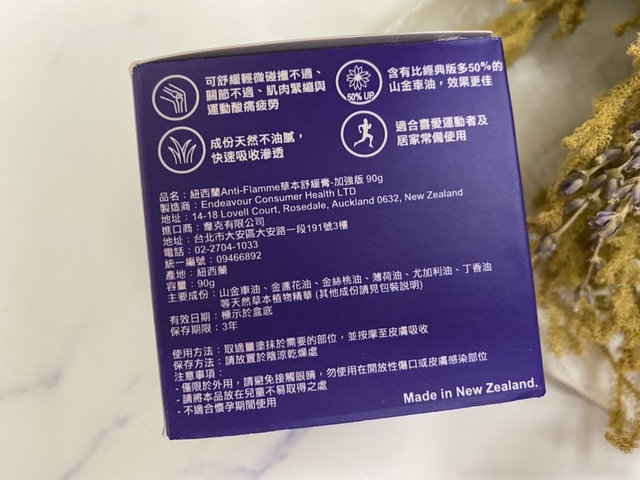 可舒緩輕微碰撞不適、
關節不適、肌肉緊繃與
運動酸痛疲勞
50% UP
含有比經典版多50%的
山金車油，效果更佳
成份天然不油膩，
快速吸收滲透
適合喜愛運動者及
居家常備使用
品名：紐西蘭Anti-Flamme草本舒緩膏-加強版 90g
製造商：Endeavour Consumer Health LTD
地址：14-18 Lovell Court, Rosedale, Auckland 0632, New Zealand
進口商：韋克有限公司
地址：台北市大安區大安路一段191號3樓
電話：02-2704-1033
統一編號：09466892
產地：紐西蘭
容量：90g
主要成份：山金車油、金盞花油、金絲桃油、薄荷油、尤加利油、丁香油
等天然草本植物精華 (其他成份請見包裝說明)
有效日期：標示於盒底
保存期限：3年
使用方法：取適量塗抹於需要的部位，並按摩至皮膚吸收
保存方法：請放置於陰涼乾燥處
注意事項：
- 僅限於外用，請避免接觸眼睛，勿使用在開放性傷口或皮膚感染部位
- 請將本品放在兒童不易取得之處
- 不適合懷孕期間使用
Made in New Zealand.